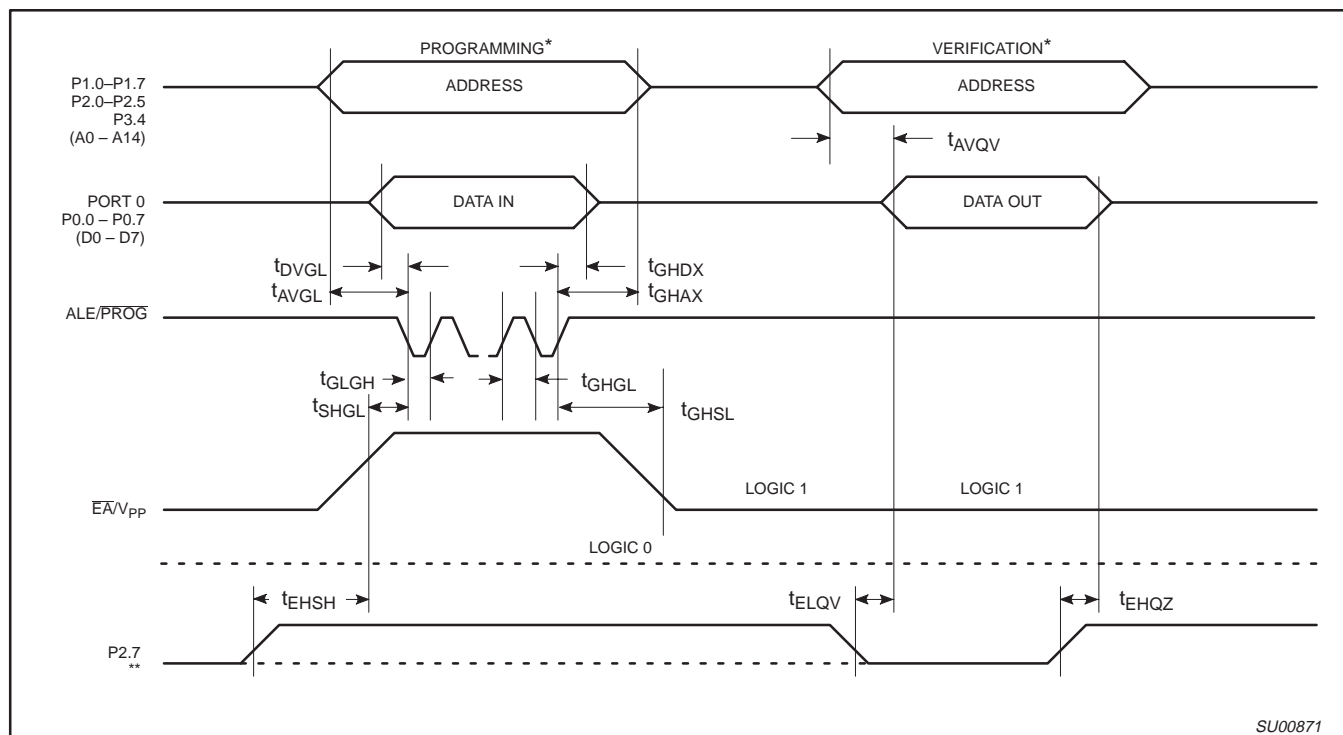 PROGRAMMING*
VERIFICATION*
P1.0–P1.7
P2.0–P2.5
P3.4
(A0 – A14)
ADDRESS
ADDRESS
tAVQV
PORT 0
P0.0 – P0.7
(D0 – D7)
DATA IN
DATA OUT
tDVGL
tGHDX
tAVGL
tGHAX
ALE/PROG
tGLGH
tGHGL
tSHGL
tGHSL
EA/VPP
LOGIC 1
LOGIC 1
LOGIC 0
tEHSH
tELQV
tEHQZ
P2.7
**
SU00871